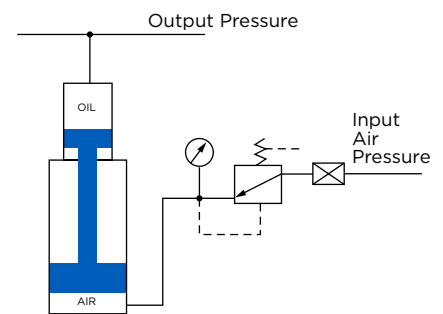 Output Pressure
OIL
Input
Air
Pressure
AIR